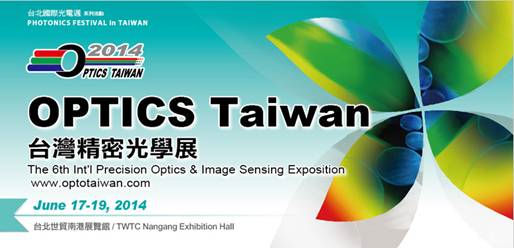 台北國際光電週 系列活動
PHOTONICS FESTIVAL in TAIWAN
2014
OPTICS TAIWAN
OPTICS Taiwan
台灣精密光學展
The 6th Int'l Precision Optics & Image Sensing Exposition
www.optotaiwan.com
June 17-19, 2014
台北世貿南港展覽館 / TWTC Nangang Exhibition Hall